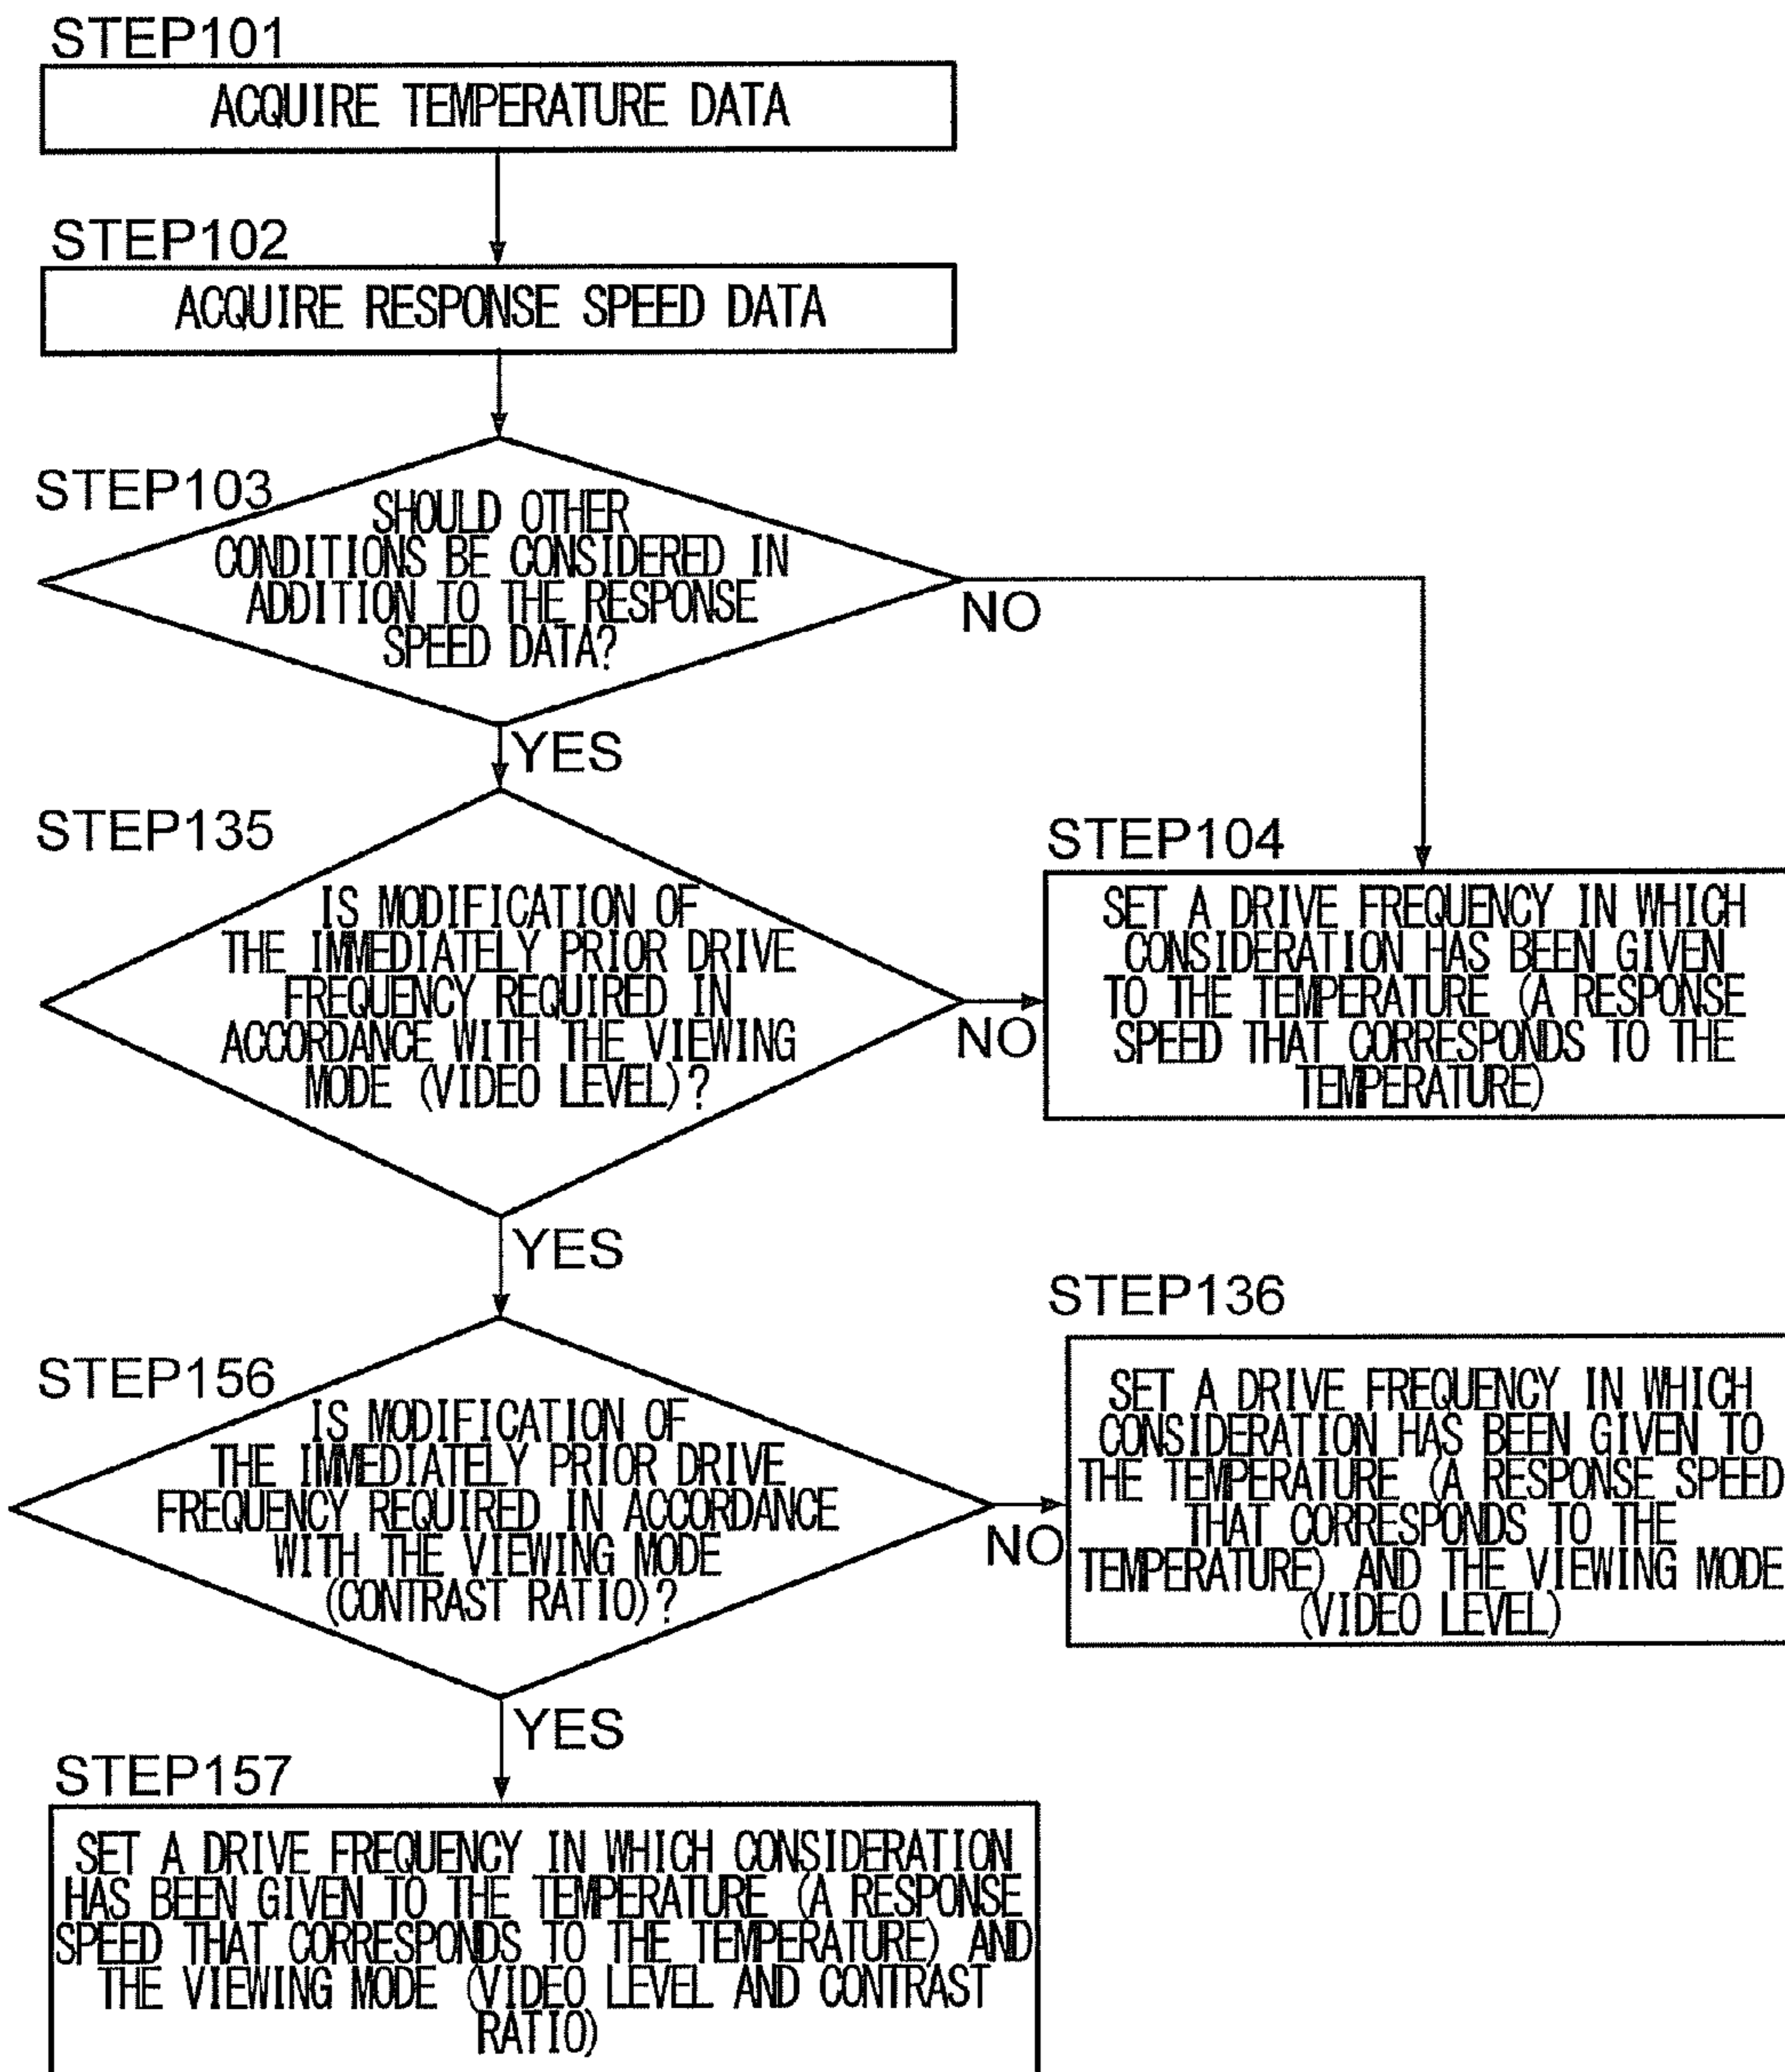 STEP101
ACQUIRE TEMPERATURE DATA
STEP102
ACQUIRE RESPONSE SPEED DATA
STEP103
SHOULD OTHER
CONDITIONS BE CONSIDERED IN
ADDITION TO THE RESPONSE
SPEED DATA?
NO
YES
STEP135
IS MODIFICATION OF
THE IMMEDIATELY PRIOR DRIVE
FREQUENCY REQUIRED IN
ACCORDANCE WITH THE VIEWING
MODE (VIDEO LEVEL)?
NO
STEP104
SET A DRIVE FREQUENCY IN WHICH
CONSIDERATION HAS BEEN GIVEN
TO THE TEMPERATURE (A RESPONSE
SPEED THAT CORRESPONDS TO THE
TEMPERATURE)
YES
STEP156
IS MODIFICATION OF
THE IMMEDIATELY PRIOR DRIVE
FREQUENCY REQUIRED IN ACCORDANCE
WITH THE VIEWING MODE
(CONTRAST RATIO)?
NO
STEP136
SET A DRIVE FREQUENCY IN WHICH
CONSIDERATION HAS BEEN GIVEN TO
THE TEMPERATURE (A RESPONSE SPEED
THAT CORRESPONDS TO THE
TEMPERATURE) AND THE VIEWING MODE
(VIDEO LEVEL)
YES
STEP157
SET A DRIVE FREQUENCY IN WHICH CONSIDERATION
HAS BEEN GIVEN TO THE TEMPERATURE (A RESPONSE
SPEED THAT CORRESPONDS TO THE TEMPERATURE) AND
THE VIEWING MODE (VIDEO LEVEL AND CONTRAST
RATIO)